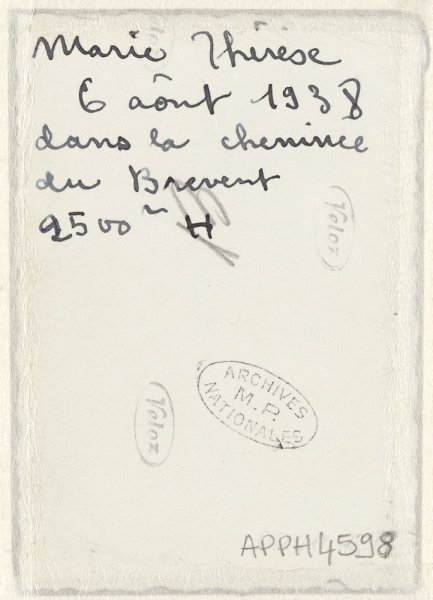 Marie Thérèse
6 août 1938
dans la cheminée
du Brevent
2500 m H
Velox
ARCHIVES
M.P.
NATIONALES
Velox
APPH4598